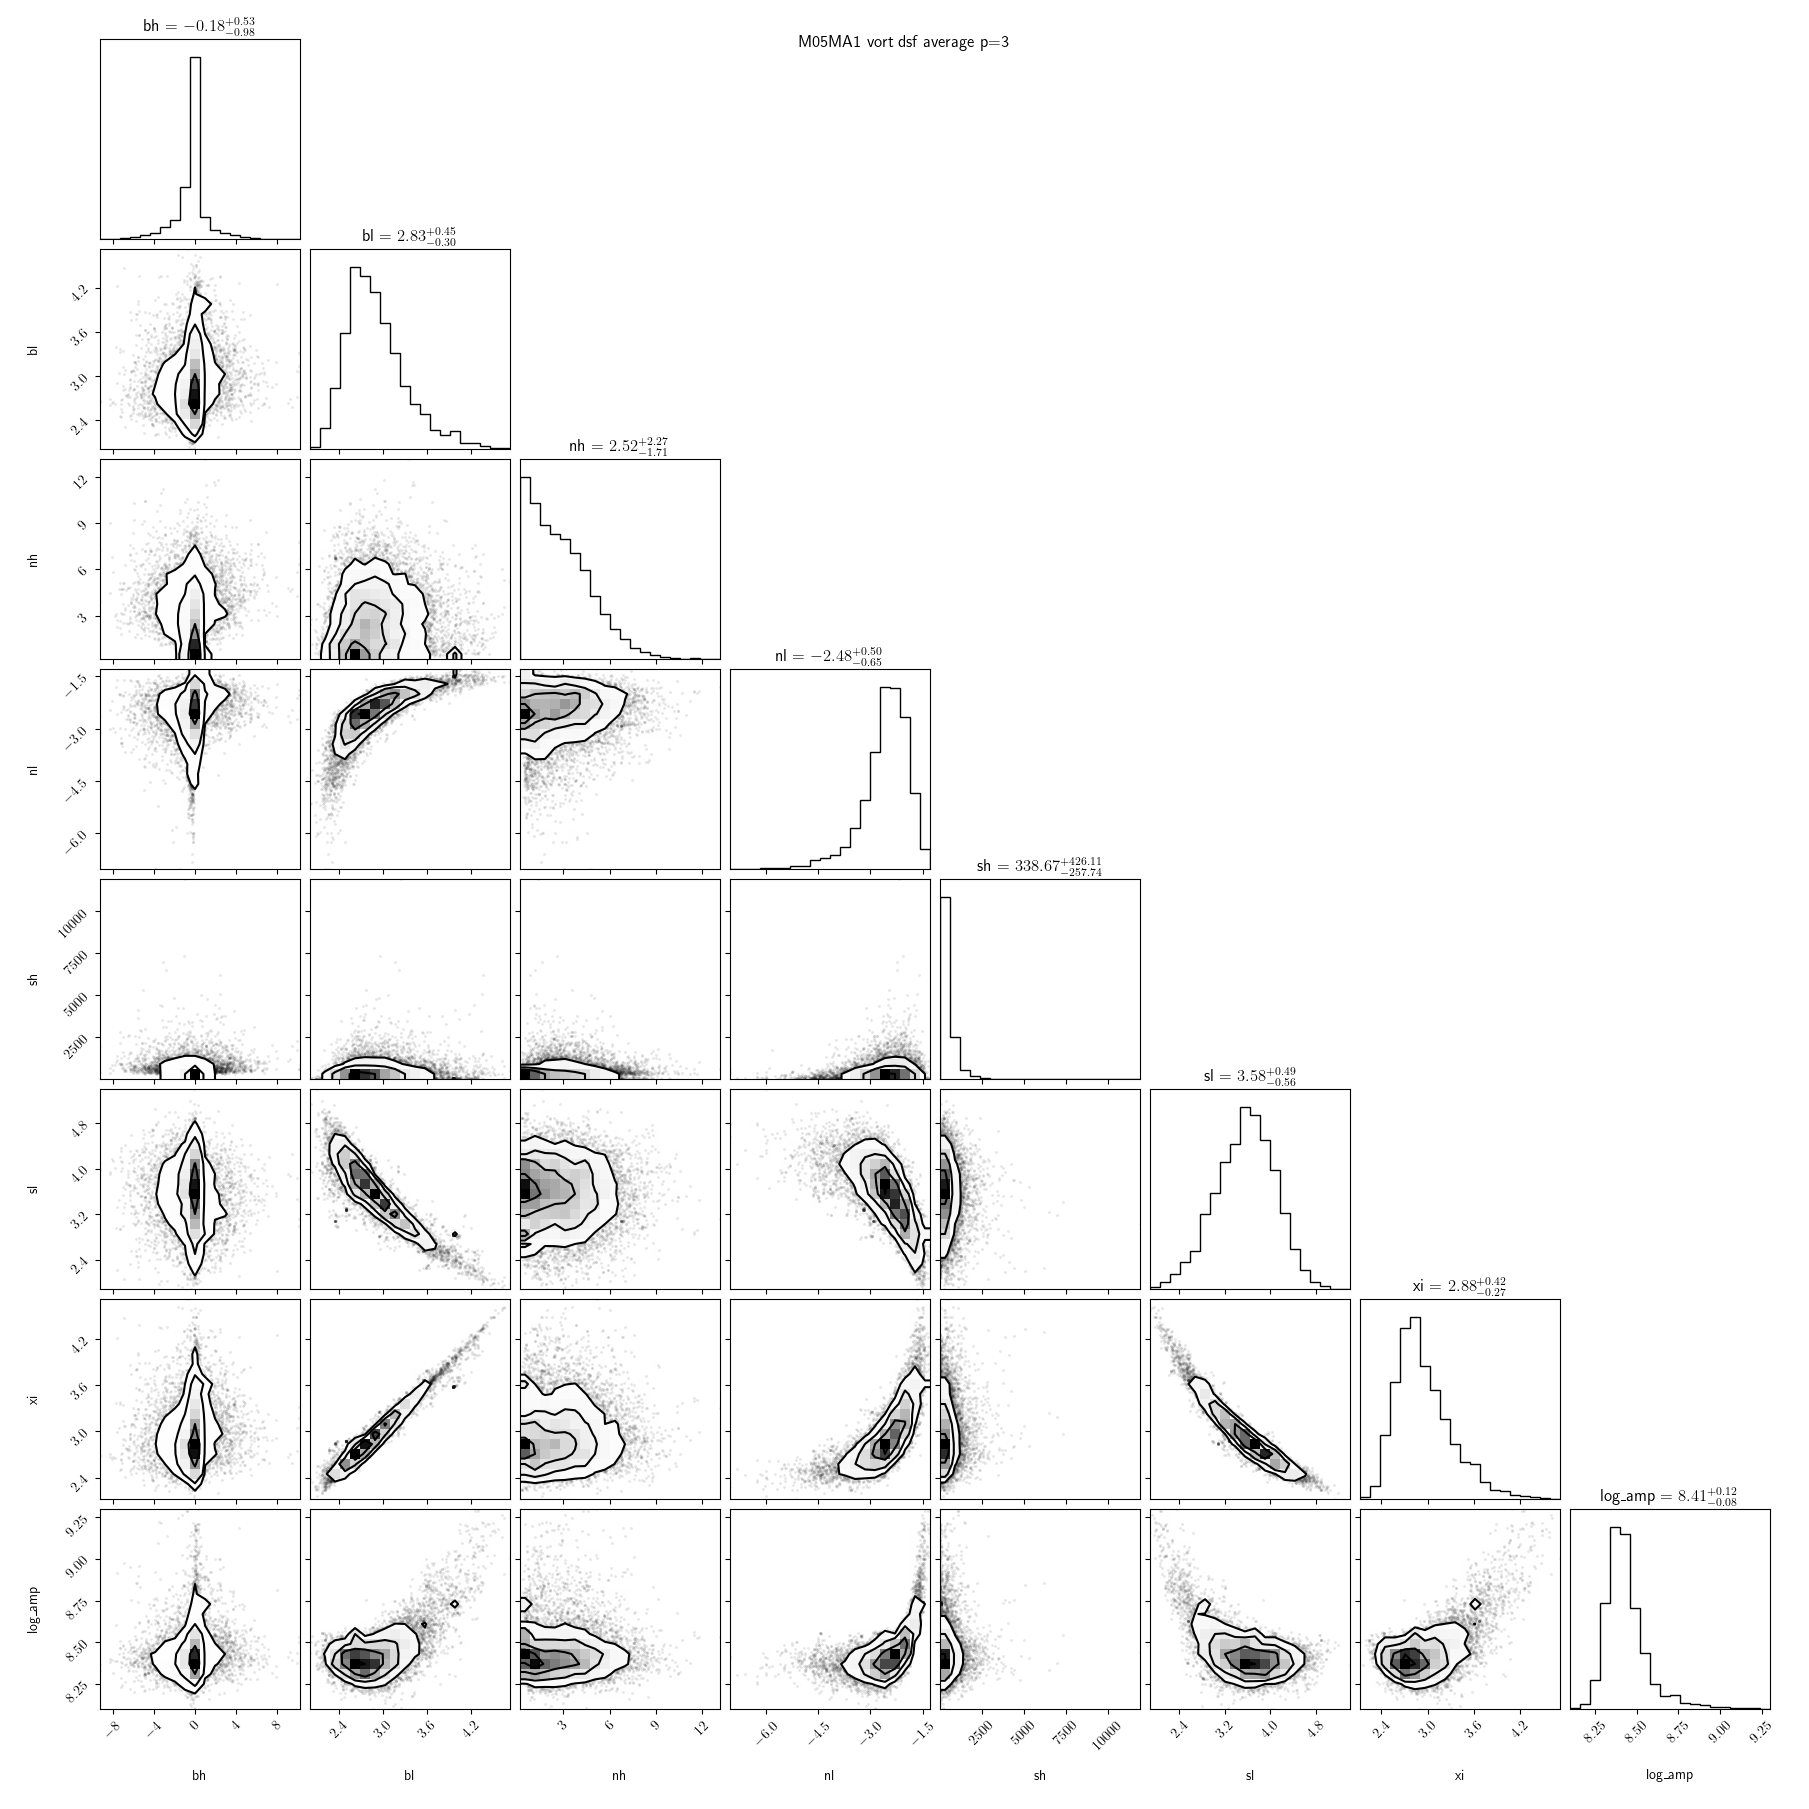 bh = −0.18 +0.53 −0.98
M05MA1 vort dsf average p=3
bl = 2.83 +0.45 −0.30
4.2
3.6
3.0
2.4
bl
nh = 2.52 +2.27 −1.71
12
9
6
3
nh
nl = −2.48 +0.50 −0.65
−1.5
−3.0
−4.5
−6.0
nl
sh = 338.67 +426.11 −257.74
10000
7500
5000
2500
sh
sl = 3.58 +0.49 −0.56
4.8
4.0
3.2
2.4
sl
xi = 2.88 +0.42 −0.27
4.2
3.6
3.0
2.4
xi
log_amp = 8.41 +0.12 −0.08
9.25
9.00
8.75
8.50
8.25
log_amp
−8 −4 0 4 8
2.4 3.0 3.6 4.2
3 6 9 12
−6.0 −4.5 −3.0 −1.5
2500 5000 7500 10000
2.4 3.2 4.0 4.8
2.4 3.0 3.6 4.2
8.25 8.50 8.75 9.00 9.25
bh bl nh nl sh sl xi log_amp